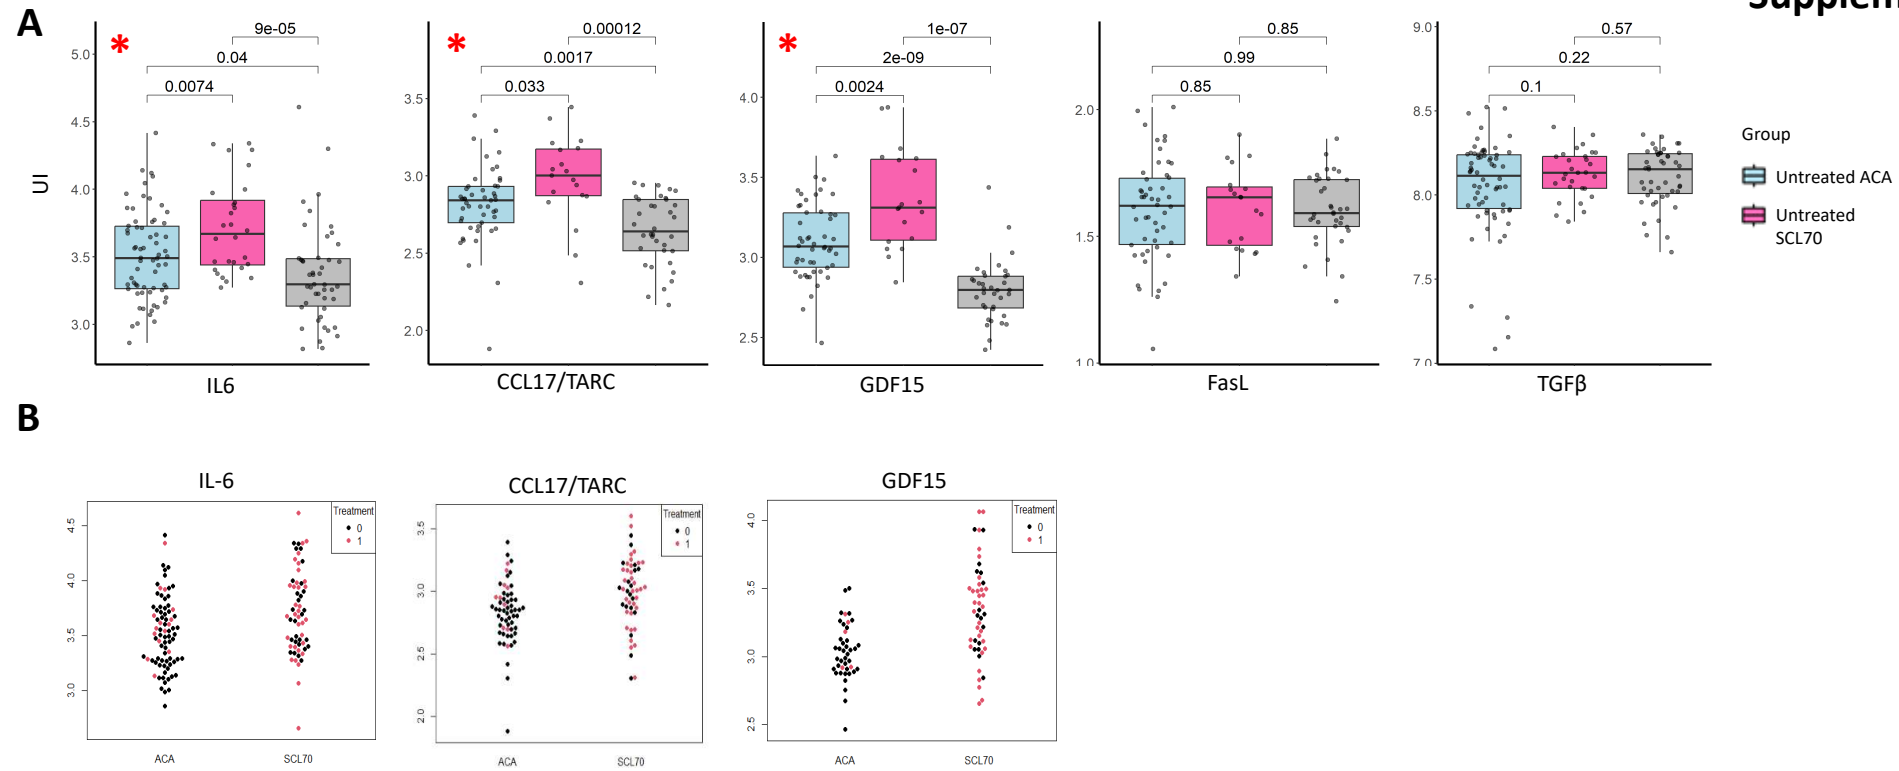 Supplem
A
*
9e-05
0.04
0.0074
5.0
4.5
4.0
3.5
3.0
UI
IL6
*
0.00012
0.0017
0.033
3.5
3.0
2.5
2.0
CCL17/TARC
*
1e-07
2e-09
0.0024
4.0
3.5
3.0
2.5
GDF15
0.85
0.99
0.85
2.0
1.5
1.0
FasL
0.57
0.22
0.1
9.0
8.5
8.0
7.5
7.0
TGFβ
Group
Untreated ACA
Untreated
SCL70
B
IL-6
Treatment
0
1
4.5
4.0
3.5
3.0
ACA SCL70
CCL17/TARC
Treatment
0
1
3.5
3.0
2.5
2.0
ACA SCL70
GDF15
Treatment
0
1
4.0
3.5
3.0
2.5
ACA SCL70